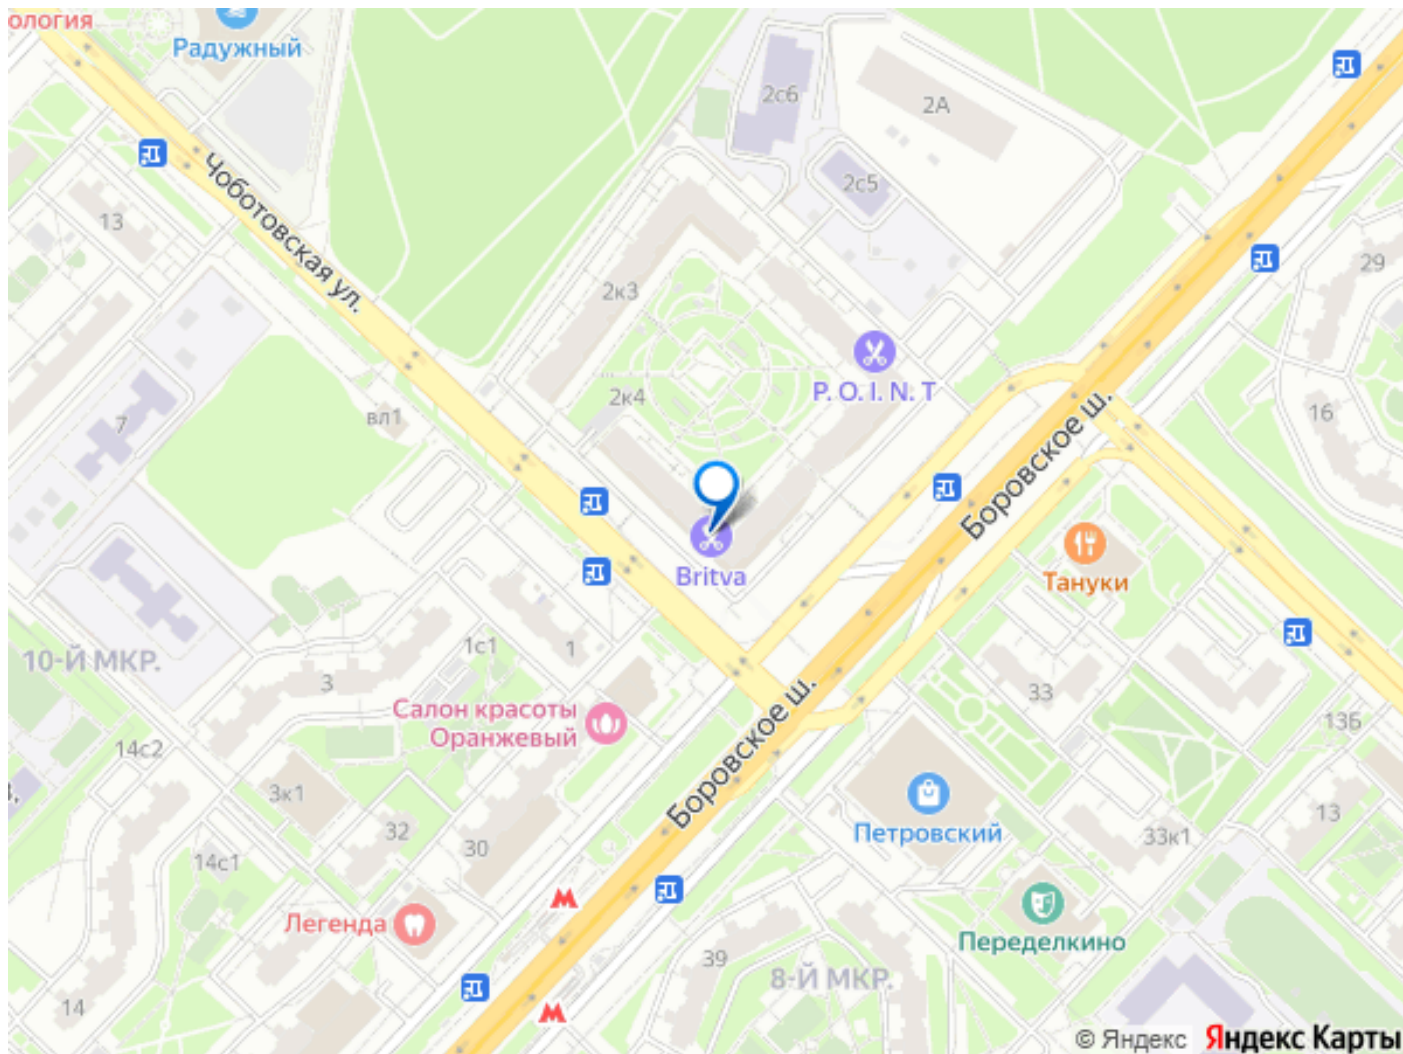 ология
Радужный
2с6
2А
2с5
13
Чоботовская ул.
29
2к3
P. O. I. N. T
2к4
вл1
7
16
Боровское ш.
Britva
Тануки
10-Й МКР.
1с1
1
3
33
Салон красоты
Оранжевый
Боровское ш.
13Б
14с2
3к1
32
30
14с1
Петровский
33к1
13
Легенда
Переделкино
39
8-Й МКР.
14
© Яндекс Яндекс Карты